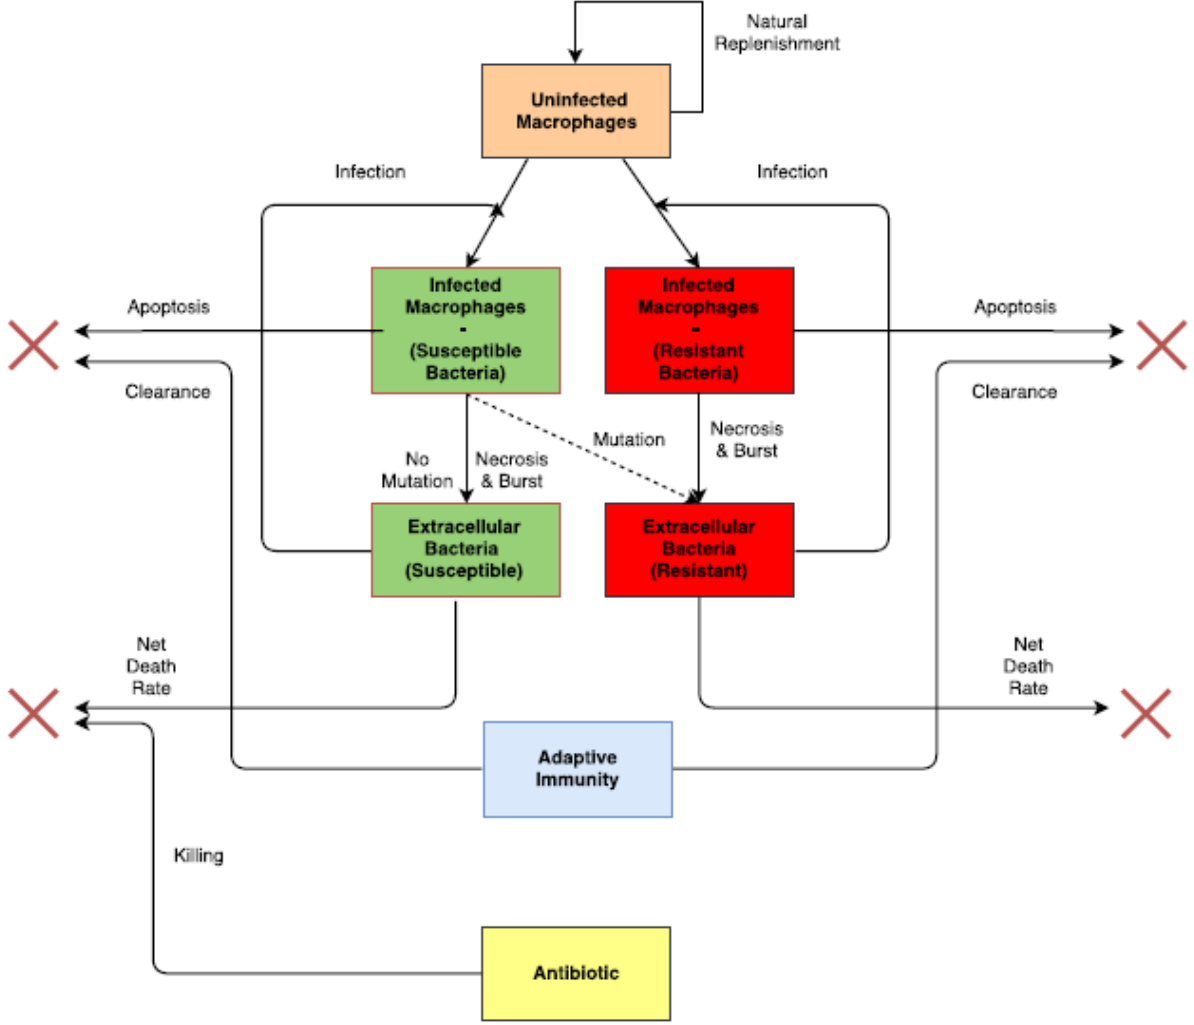 Natural
Replenishment
Uninfected
Macrophages
Infection
Infection
Infected
Macrophages
-
(Susceptible
Bacteria)
Infected
Macrophages
-
(Resistant
Bacteria)
Apoptosis
Apoptosis
Clearance
Clearance
Mutation
Necrosis
& Burst
No
Mutation
Necrosis
& Burst
Extracellular
Bacteria
(Susceptible)
Extracellular
Bacteria
(Resistant)
Net
Death
Rate
Net
Death
Rate
Adaptive
Immunity
Killing
Antibiotic